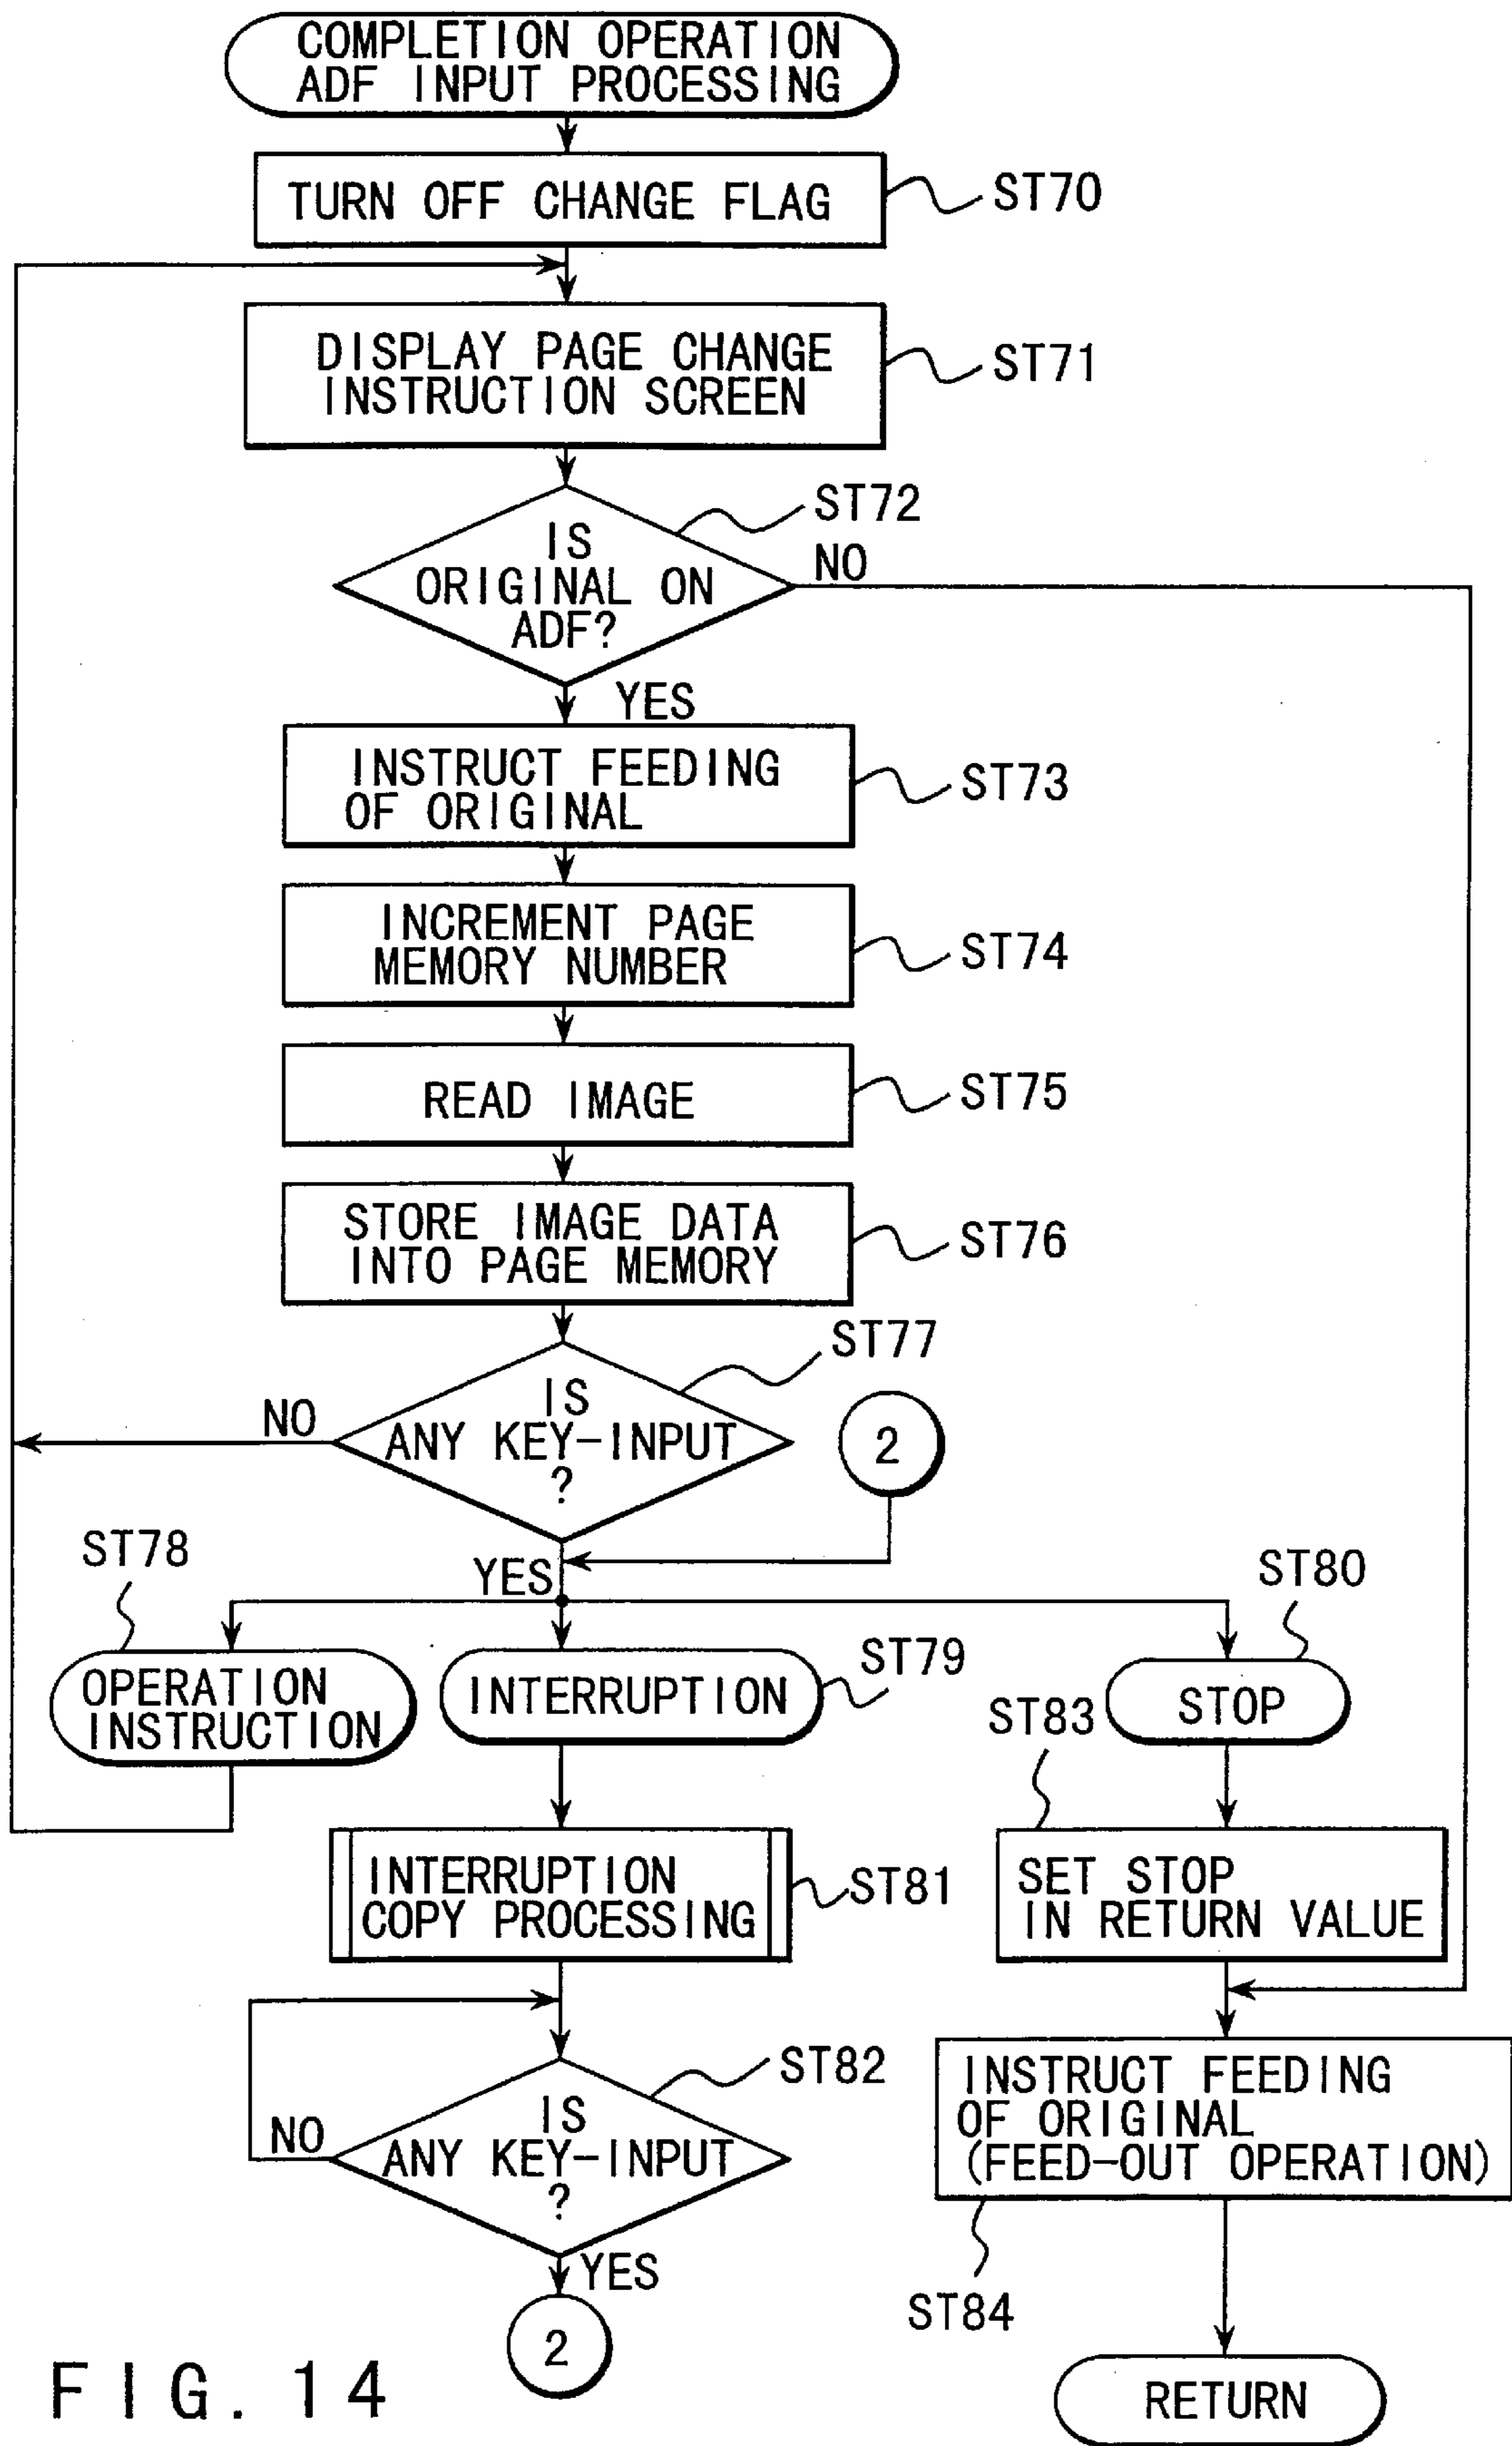 COMPLETION OPERATION
ADF INPUT PROCESSING
TURN OFF CHANGE FLAG
ST70
DISPLAY PAGE CHANGE
INSTRUCTION SCREEN
ST71
ST72
IS
ORIGINAL ON
ADF?
NO
YES
INSTRUCT FEEDING
OF ORIGINAL
ST73
INCREMENT PAGE
MEMORY NUMBER
ST74
READ IMAGE
ST75
STORE IMAGE DATA
INTO PAGE MEMORY
ST76
ST77
IS
ANY KEY-INPUT
?
NO
2
YES
ST78
OPERATION
INSTRUCTION
INTERRUPTION
ST79
ST80
STOP
ST83
INTERRUPTION
COPY PROCESSING
ST81
SET STOP
IN RETURN VALUE
ST82
IS
ANY KEY-INPUT
?
NO
YES
2
INSTRUCT FEEDING
OF ORIGINAL
(FEED-OUT OPERATION)
ST84
RETURN
FIG. 14